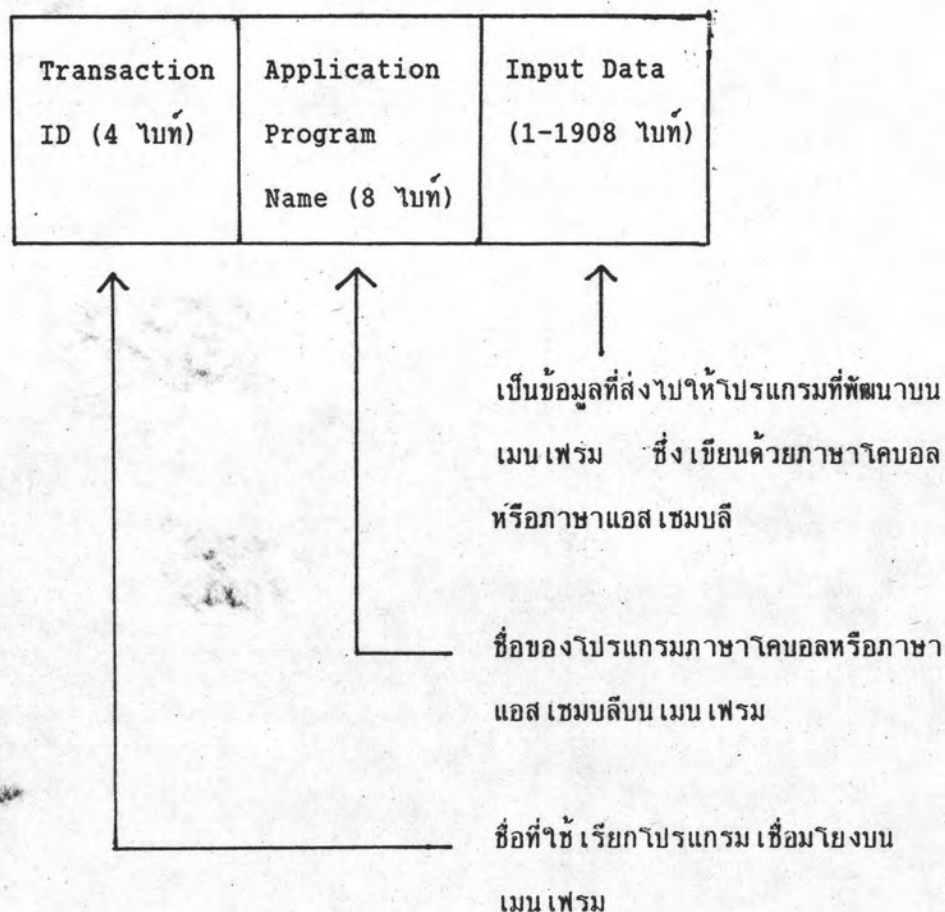 Transaction
ID (4 ไบท์)
Application
Program
Name (8 ไบท์)
Input Data
(1-1908 ไบท์)
เป็นข้อมูลที่ส่งไปให้โปรแกรมที่พัฒนาบน
เมนเฟรม ซึ่งเขียนด้วยภาษาโคบอล
หรือภาษาแอสเซมบลี
ชื่อของโปรแกรมภาษาโคบอลหรือภาษา
แอสเซมบลีบนเมนเฟรม
ชื่อที่ใช้เรียกโปรแกรมเชื่อมโยงบน
เมนเฟรม